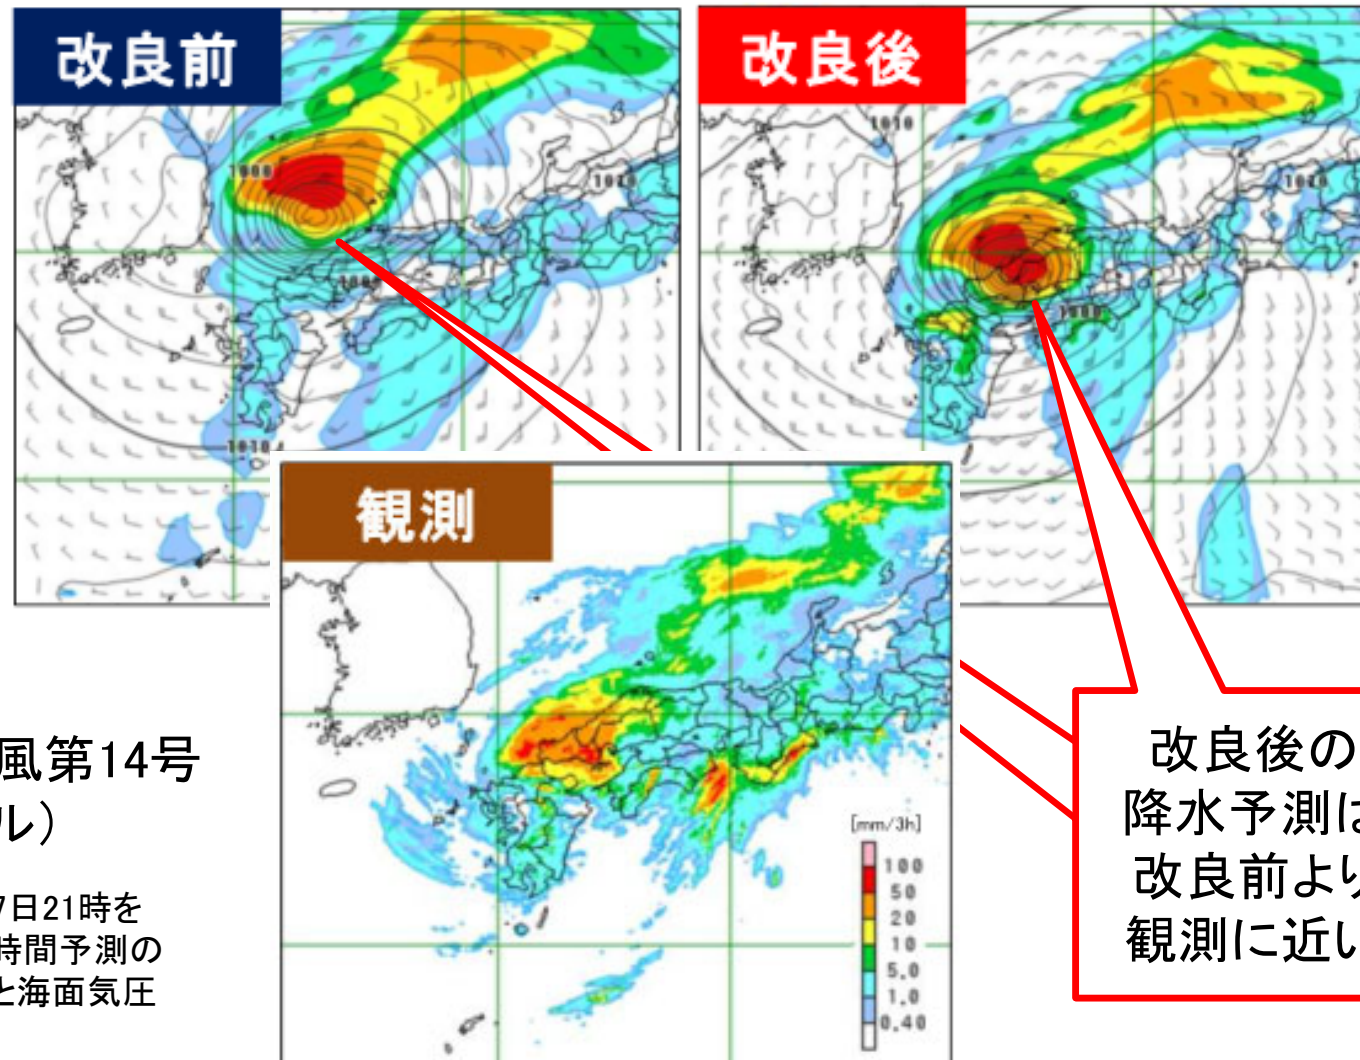 改良前
改良後
1000
1000
1010
1010
1010
1000
観測
風第14号
ル）
7日21時を
時間予測の
と海面気圧
[mm/3h]
100
50
20
10
5.0
1.0
0.40
改良後の
降水予測は
改良前より
観測に近い